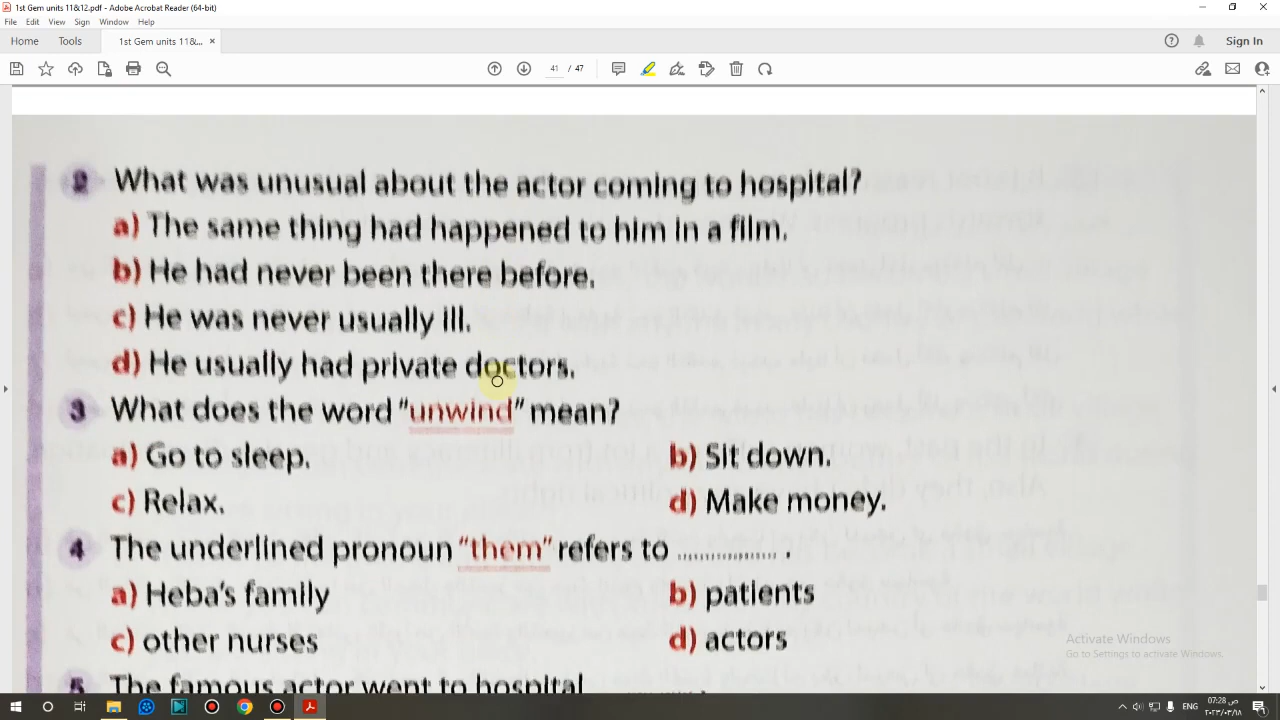 1st Gem units 11&12.pdf - Adobe Acrobat Reader (64-bit)
File Edit View Sign Window Help
Home Tools 1st Gem units 11&... × Sign In
41 / 47
2 What was unusual about the actor coming to hospital?
a) The same thing had happened to him in a film.
b) He had never been there before.
c) He was never usually ill.
d) He usually had private doctors.
3 What does the word "unwind" mean?
a) Go to sleep. b) Sit down.
c) Relax. d) Make money.
4 The underlined pronoun "them" refers to ............... .
a) Heba's family b) patients
c) other nurses d) actors
5 The famous actor went to hospital ............... .
Activate Windows
Go to Settings to activate Windows.
ENG 07:28 ص
٢٠٢٣/٠٣/١٨